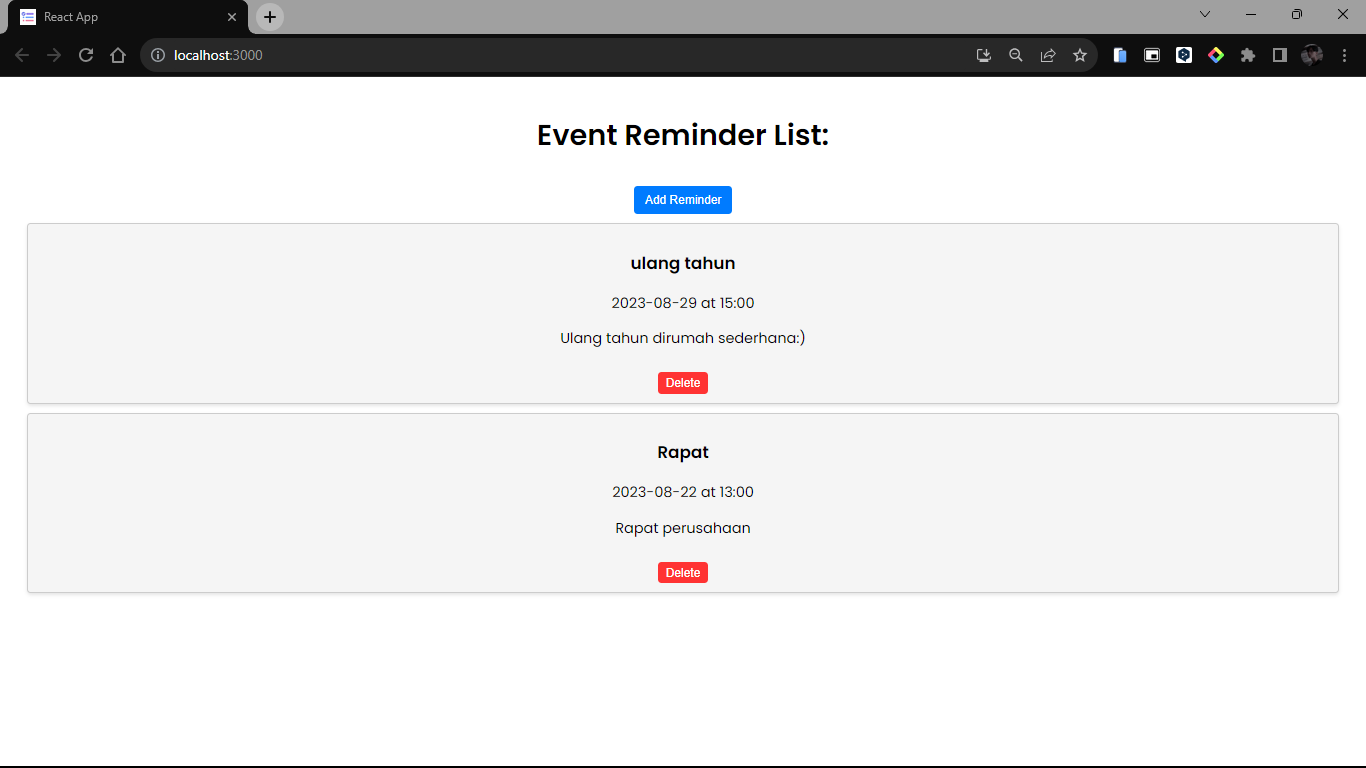 React App
localhost:3000
Event Reminder List:
Add Reminder
ulang tahun
2023-08-29 at 15:00
Ulang tahun dirumah sederhana:)
Delete
Rapat
2023-08-22 at 13:00
Rapat perusahaan
Delete